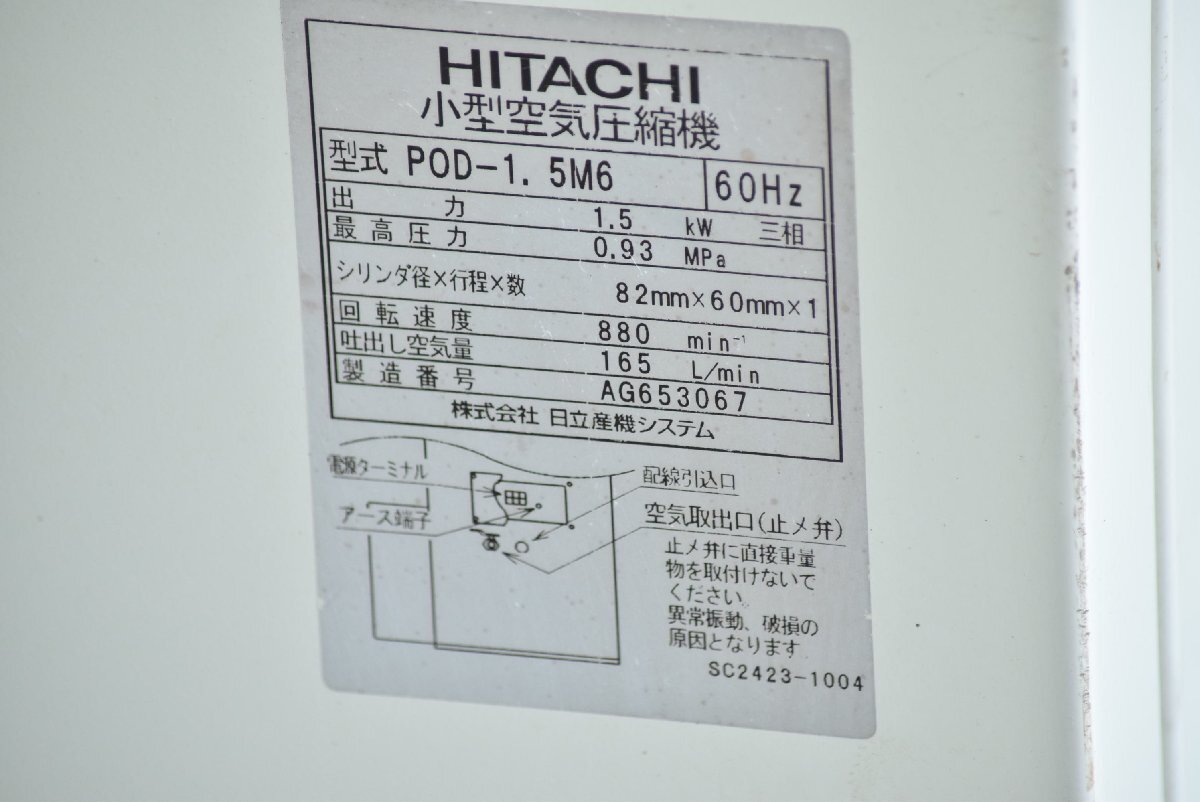 HITACHI
小型空気圧縮機
型式 POD-1.5M6 60Hz
出力 1.5 kW 三相
最高圧力 0.93 MPa
シリンダ径×行程×数 82mm×60mm×1
回転速度 880 min⁻¹
吐出し空気量 165 L/min
製造番号 AG653067
株式会社 日立産機システム
電源ターミナル
配線引込口
アース端子
空気取出口(止メ弁)
止メ弁に直接重量
物を取付けないで
ください。
異常振動、破損の
原因となります。
SC2423-1004